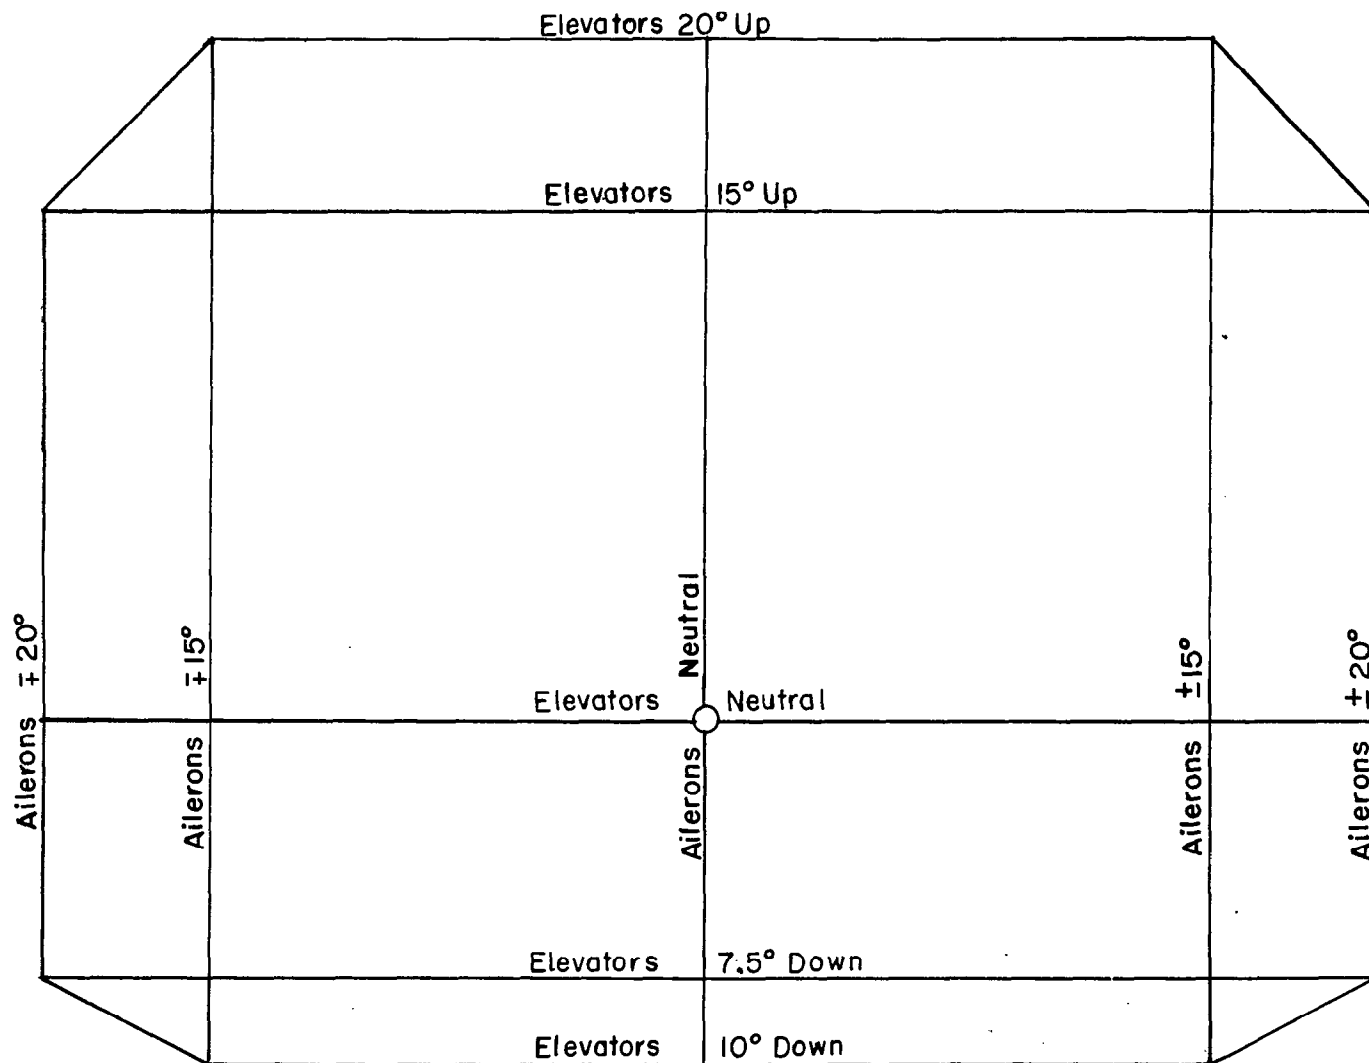 Elevators 20° Up
Elevators 15° Up
Ailerons ∓ 20°
Ailerons ∓15°
Ailerons Neutral
Elevators Neutral
Ailerons ±15°
Ailerons ±20°
Elevators 7.5° Down
Elevators 10° Down